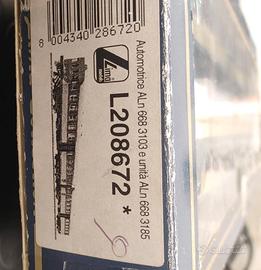 8 004340 286720
Lima
Automotrice ALn 668 3103 e unità ALn 668 3185
L208672 *